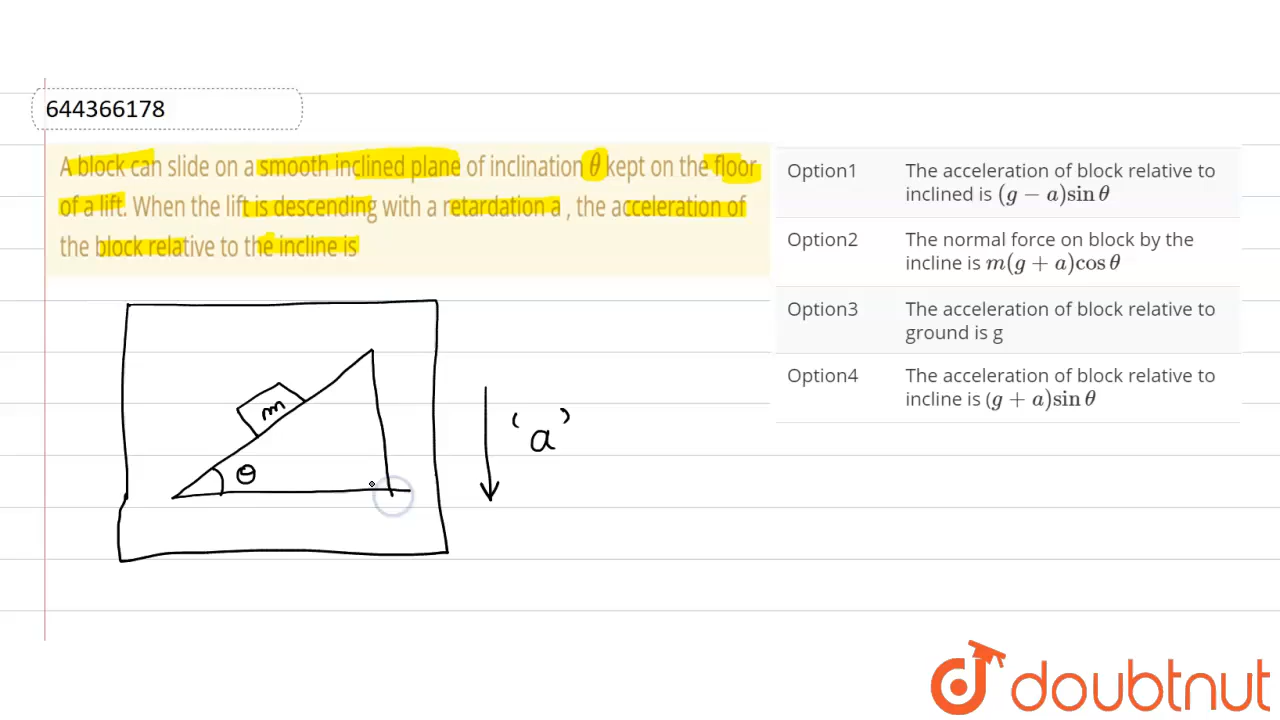 644366178
A block can slide on a smooth inclined plane of inclination θ kept on the floor
of a lift. When the lift is descending with a retardation a , the acceleration of
the block relative to the incline is
Option1 The acceleration of block relative to
inclined is (g − a)sin θ
Option2 The normal force on block by the
incline is m(g + a)cos θ
Option3 The acceleration of block relative to
ground is g
Option4 The acceleration of block relative to
incline is (g + a)sin θ
m
θ
'a'
doubtnut